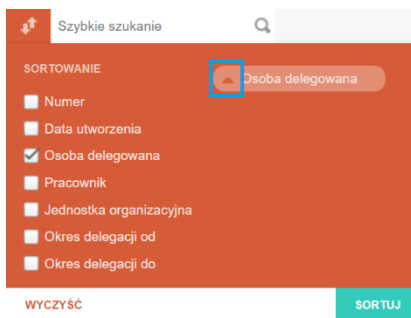 Szybkie szukanie
SORTOWANIE
Osoba delegowana
Numer
Data utworzenia
Osoba delegowana
Pracownik
Jednostka organizacyjna
Okres delegacji od
Okres delegacji do
WYCZYŚĆ
SORTUJ